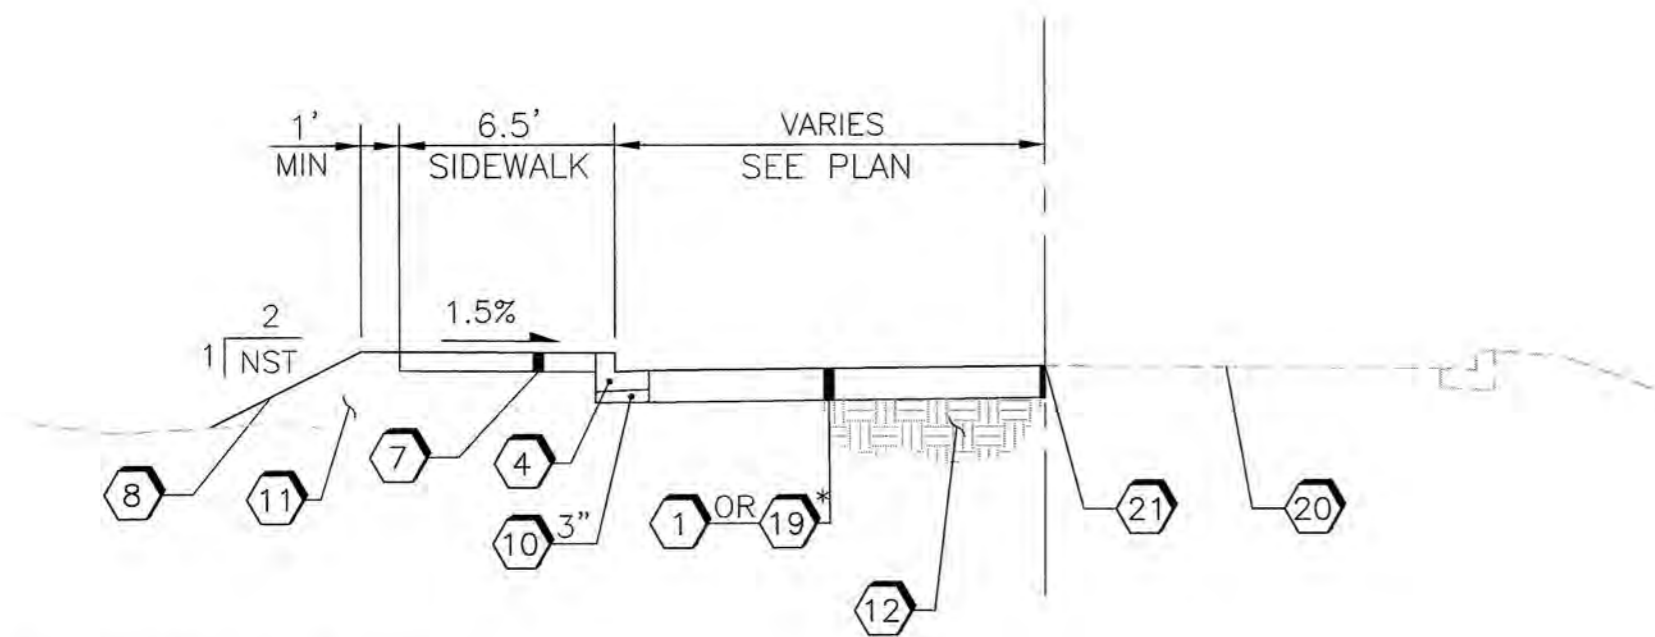 1' 6.5' VARIES
MIN SIDEWALK SEE PLAN
2 1.5%
1 NST
7 4
8 11 1 OR 19* 21 20
10 3"
12